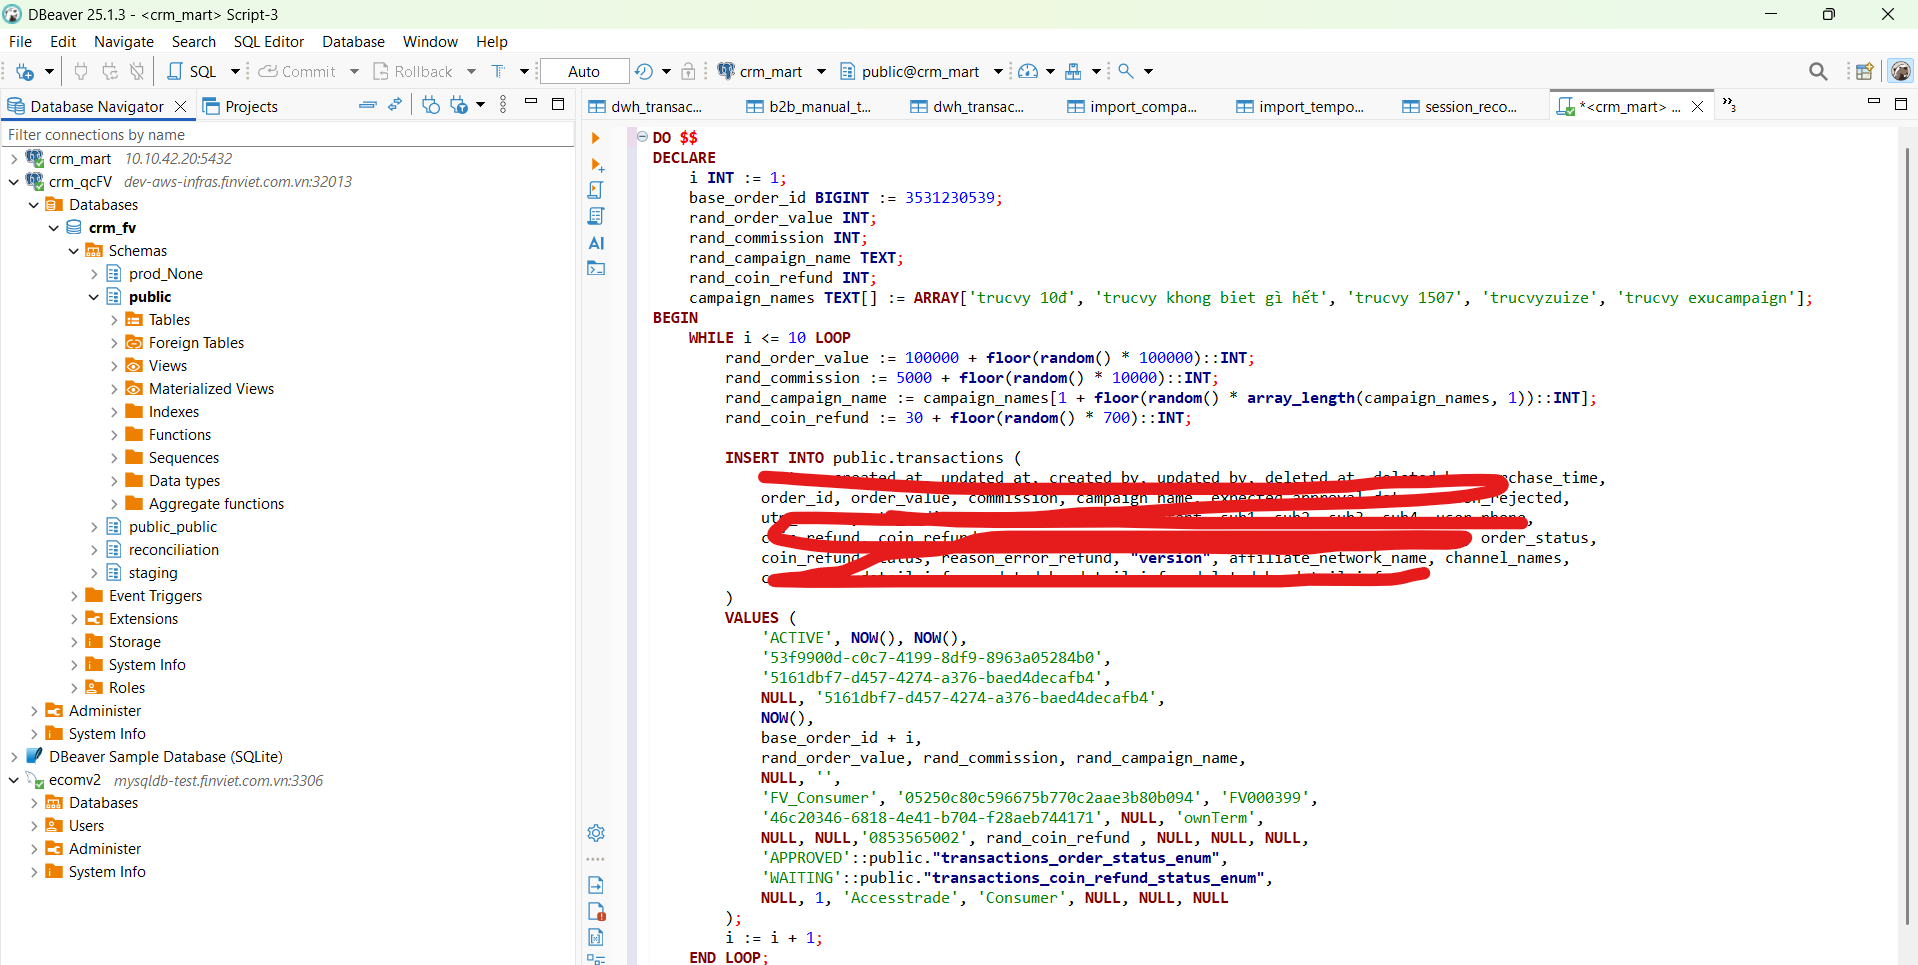 DBeaver 25.1.3 - <crm_mart> Script-3
File Edit Navigate Search SQL Editor Database Window Help
SQL Commit Rollback Auto crm_mart public@crm_mart
Database Navigator Projects
dwh_transac... b2b_manual_t... dwh_transac... import_compa... import_tempo... session_reco... *<crm_mart> ... »3
Filter connections by name
crm_mart 10.10.42.20:5432
crm_qcFV dev-aws-infras.finviet.com.vn:32013
Databases
crm_fv
Schemas
prod_None
public
Tables
Foreign Tables
Views
Materialized Views
Indexes
Functions
Sequences
Data types
Aggregate functions
public_public
reconciliation
staging
Event Triggers
Extensions
Storage
System Info
Roles
Administer
System Info
DBeaver Sample Database (SQLite)
ecomv2 mysqldb-test.finviet.com.vn:3306
Databases
Users
Administer
System Info
AI
DO $$
DECLARE
i INT := 1;
base_order_id BIGINT := 3531230539;
rand_order_value INT;
rand_commission INT;
rand_campaign_name TEXT;
rand_coin_refund INT;
campaign_names TEXT[] := ARRAY['trucvy 10đ', 'trucvy khong biet gì hết', 'trucvy 1507', 'trucvyzuize', 'trucvy exucampaign'];
BEGIN
WHILE i <= 10 LOOP
rand_order_value := 100000 + floor(random() * 100000)::INT;
rand_commission := 5000 + floor(random() * 10000)::INT;
rand_campaign_name := campaign_names[1 + floor(random() * array_length(campaign_names, 1))::INT];
rand_coin_refund := 30 + floor(random() * 700)::INT;
INSERT INTO public.transactions (
created_at, updated_at, created_by, updated_by, deleted_at,
order_id, order_value, commission, campaign_name,
sub1, sub2, sub3, sub4, user_phone,
coin_refund, order_status,
reason_error_refund, "version", affiliate_network_name, channel_names,
)
VALUES (
'ACTIVE', NOW(), NOW(),
'53f9900d-c0c7-4199-8df9-8963a05284b0',
'5161dbf7-d457-4274-a376-baed4decafb4',
NULL, '5161dbf7-d457-4274-a376-baed4decafb4',
NOW(),
base_order_id + i,
rand_order_value, rand_commission, rand_campaign_name,
NULL, '',
'FV_Consumer', '05250c80c596675b770c2aae3b80b094', 'FV000399',
'46c20346-6818-4e41-b704-f28aeb744171', NULL, 'ownTerm',
NULL, NULL,'0853565002', rand_coin_refund , NULL, NULL, NULL,
'APPROVED'::public."transactions_order_status_enum",
'WAITING'::public."transactions_coin_refund_status_enum",
NULL, 1, 'Accesstrade', 'Consumer', NULL, NULL, NULL
);
i := i + 1;
END LOOP;